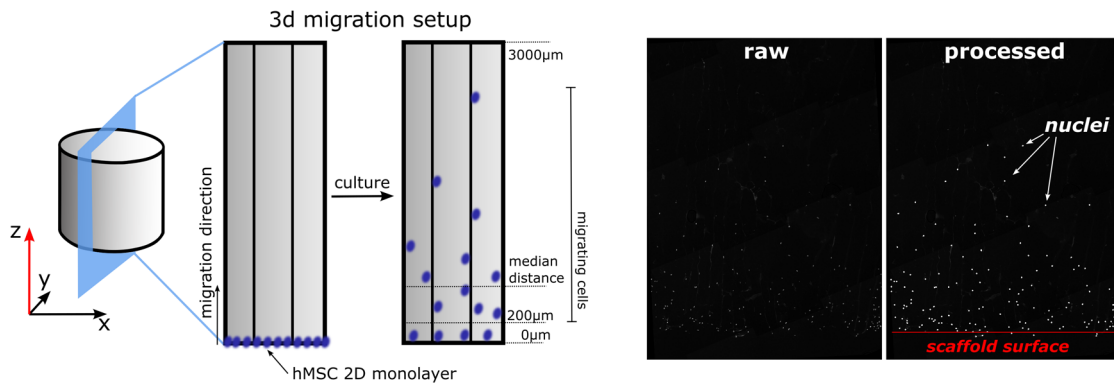 3d migration setup
z
y
x
migration direction
hMSC 2D monolayer
culture
3000µm
migrating cells
median
distance
200µm
0µm
raw
processed
nuclei
scaffold surface